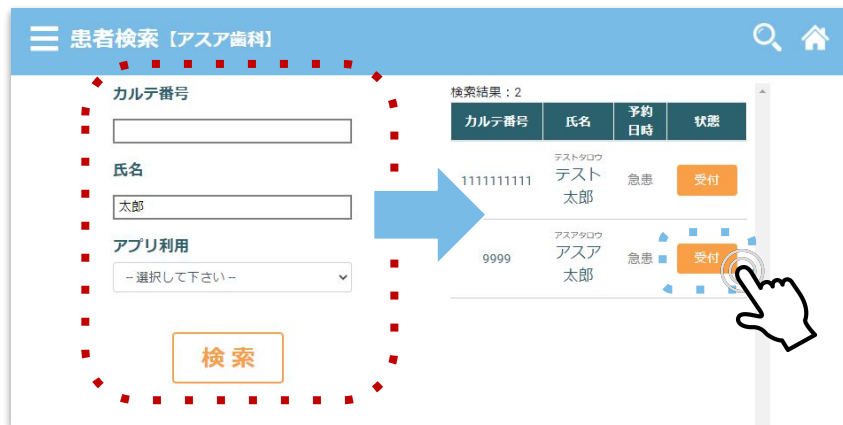 患者検索【アスア歯科】
カルテ番号
氏名
太郎
アプリ利用
--選択して下さい--
検索
検索結果：2
カルテ番号 氏名 予約日時 状態
テストタロウ
1111111111 テスト太郎 急患 受付
アスアタロウ
9999 アスア太郎 急患 受付